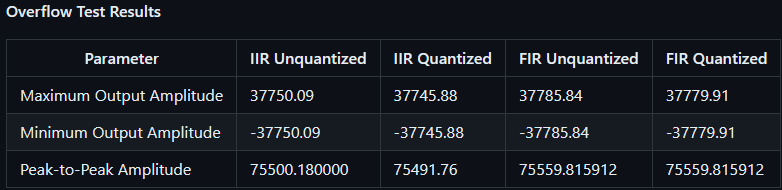 Overflow Test Results
Parameter IIR Unquantized IIR Quantized FIR Unquantized FIR Quantized
Maximum Output Amplitude 37750.09 37745.88 37785.84 37779.91
Minimum Output Amplitude -37750.09 -37745.88 -37785.84 -37779.91
Peak-to-Peak Amplitude 75500.180000 75491.76 75559.815912 75559.815912